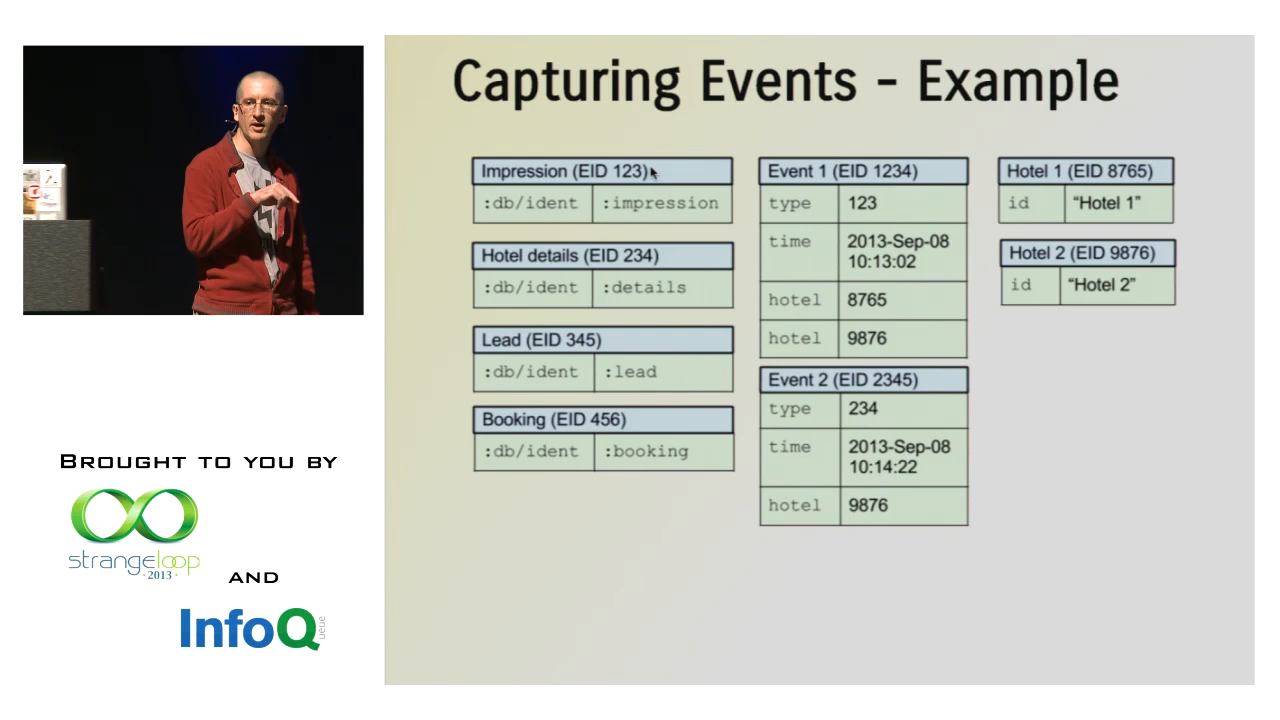 Capturing Events - Example
Impression (EID 123)
:db/ident :impression
Hotel details (EID 234)
:db/ident :details
Lead (EID 345)
:db/ident :lead
Booking (EID 456)
:db/ident :booking
Event 1 (EID 1234)
type 123
time 2013-Sep-08
10:13:02
hotel 8765
hotel 9876
Event 2 (EID 2345)
type 234
time 2013-Sep-08
10:14:22
hotel 9876
Hotel 1 (EID 8765)
id “Hotel 1”
Hotel 2 (EID 9876)
id “Hotel 2”
BROUGHT TO YOU BY
strangeloop
·2013·
AND
InfoQ
ueue